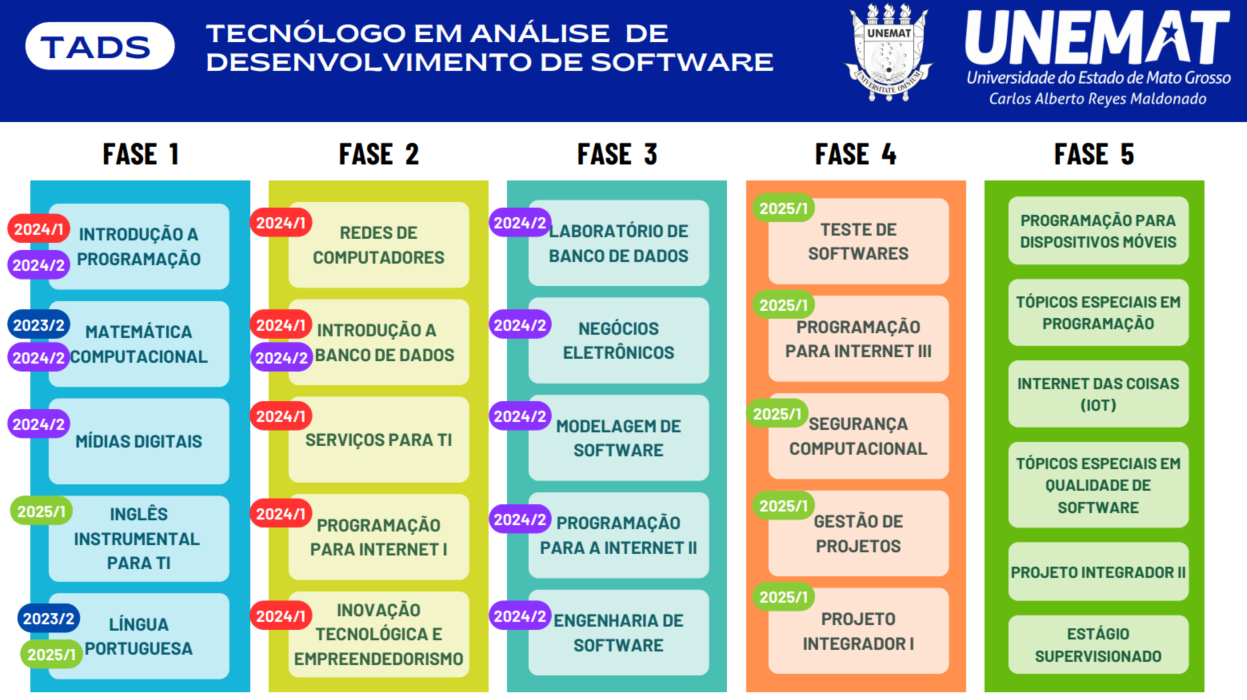 TADS
TECNÓLOGO EM ANÁLISE DE
DESENVOLVIMENTO DE SOFTWARE
UNEMAT
UNIVERSITATE OMNIUM
UNEMAT
Universidade do Estado de Mato Grosso
Carlos Alberto Reyes Maldonado
FASE 1
2024/1
2024/2
INTRODUÇÃO A
PROGRAMAÇÃO
2023/2
2024/2
MATEMÁTICA
COMPUTACIONAL
2024/2
MÍDIAS DIGITAIS
2025/1
INGLÊS
INSTRUMENTAL
PARA TI
2023/2
2025/1
LÍNGUA
PORTUGUESA
FASE 2
2024/1
REDES DE
COMPUTADORES
2024/1
2024/2
INTRODUÇÃO A
BANCO DE DADOS
2024/1
SERVIÇOS PARA TI
2024/1
PROGRAMAÇÃO
PARA INTERNET I
2024/1
INOVAÇÃO
TECNOLÓGICA E
EMPREENDEDORISMO
FASE 3
2024/2
LABORATÓRIO DE
BANCO DE DADOS
2024/2
NEGÓCIOS
ELETRÔNICOS
2024/2
MODELAGEM DE
SOFTWARE
2024/2
PROGRAMAÇÃO
PARA A INTERNET II
2024/2
ENGENHARIA DE
SOFTWARE
FASE 4
2025/1
TESTE DE
SOFTWARES
2025/1
PROGRAMAÇÃO
PARA INTERNET III
2025/1
SEGURANÇA
COMPUTACIONAL
2025/1
GESTÃO DE
PROJETOS
2025/1
PROJETO
INTEGRADOR I
FASE 5
PROGRAMAÇÃO PARA
DISPOSITIVOS MÓVEIS
TÓPICOS ESPECIAIS EM
PROGRAMAÇÃO
INTERNET DAS COISAS
(IOT)
TÓPICOS ESPECIAIS EM
QUALIDADE DE
SOFTWARE
PROJETO INTEGRADOR II
ESTÁGIO
SUPERVISIONADO